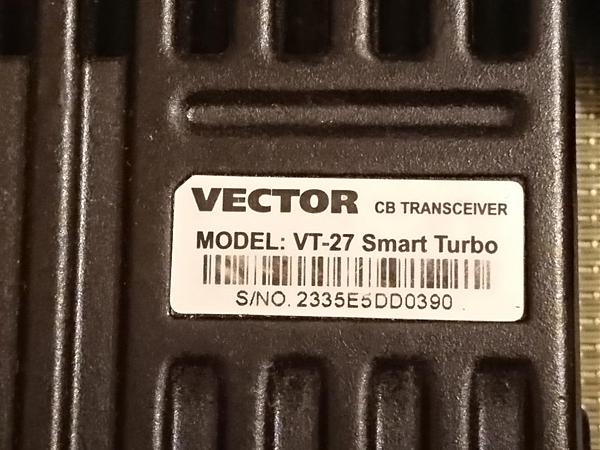 VECTOR CB TRANSCEIVER
MODEL: VT-27 Smart Turbo
S/NO. 2335E5DD0390